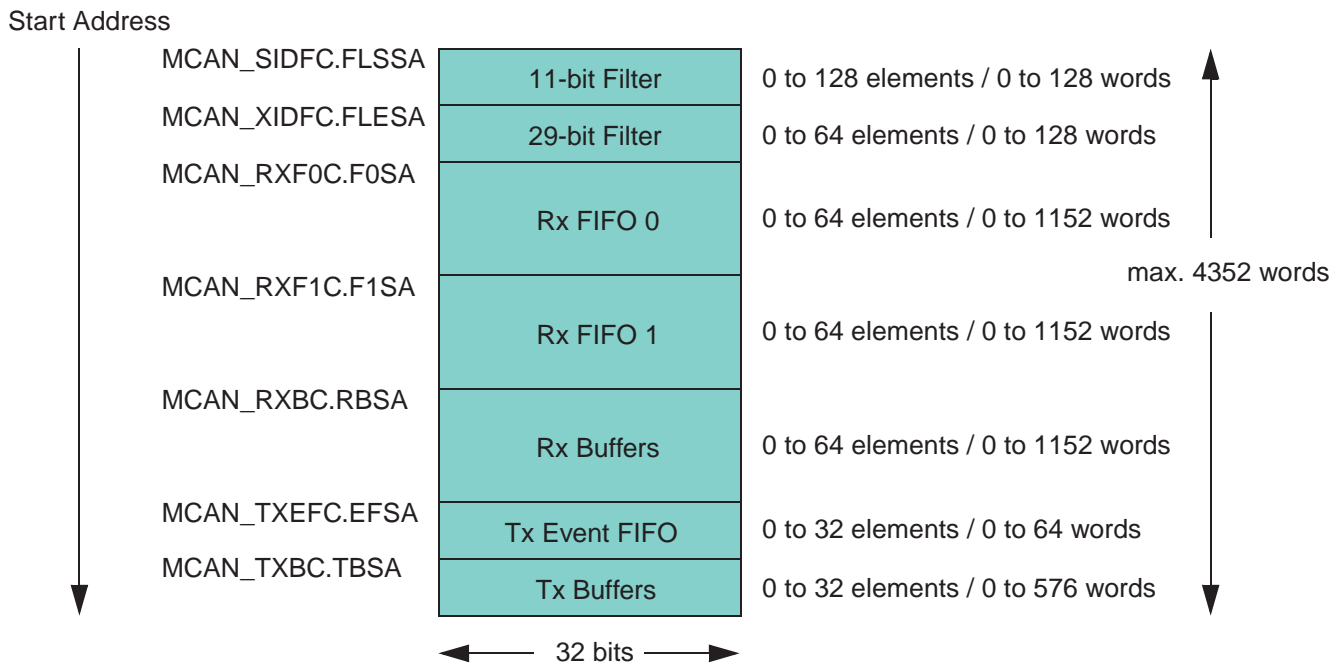 Start Address
MCAN_SIDFC.FLSSA
11-bit Filter
0 to 128 elements / 0 to 128 words
MCAN_XIDFC.FLESA
29-bit Filter
0 to 64 elements / 0 to 128 words
MCAN_RXF0C.F0SA
Rx FIFO 0
0 to 64 elements / 0 to 1152 words
max. 4352 words
MCAN_RXF1C.F1SA
Rx FIFO 1
0 to 64 elements / 0 to 1152 words
MCAN_RXBC.RBSA
Rx Buffers
0 to 64 elements / 0 to 1152 words
MCAN_TXEFC.EFSA
Tx Event FIFO
0 to 32 elements / 0 to 64 words
MCAN_TXBC.TBSA
Tx Buffers
0 to 32 elements / 0 to 576 words
32 bits